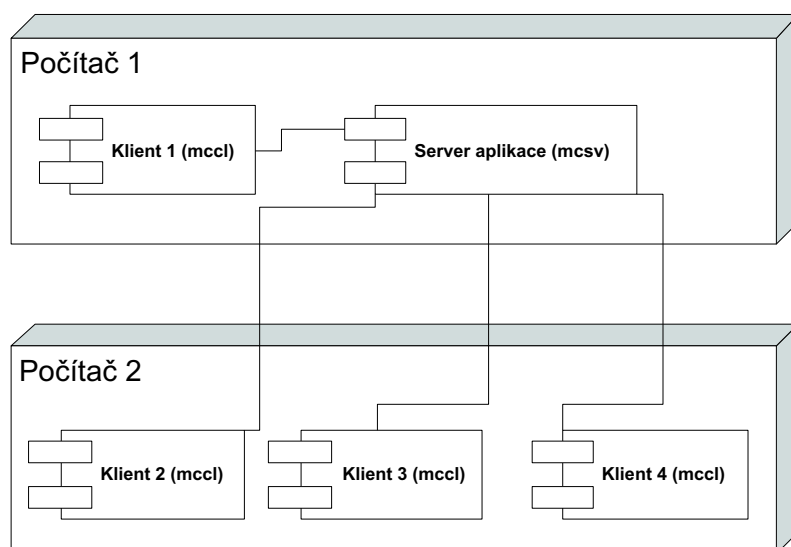 Počítač 1
Klient 1 (mccl)
Server aplikace (mcsv)
Počítač 2
Klient 2 (mccl)
Klient 3 (mccl)
Klient 4 (mccl)